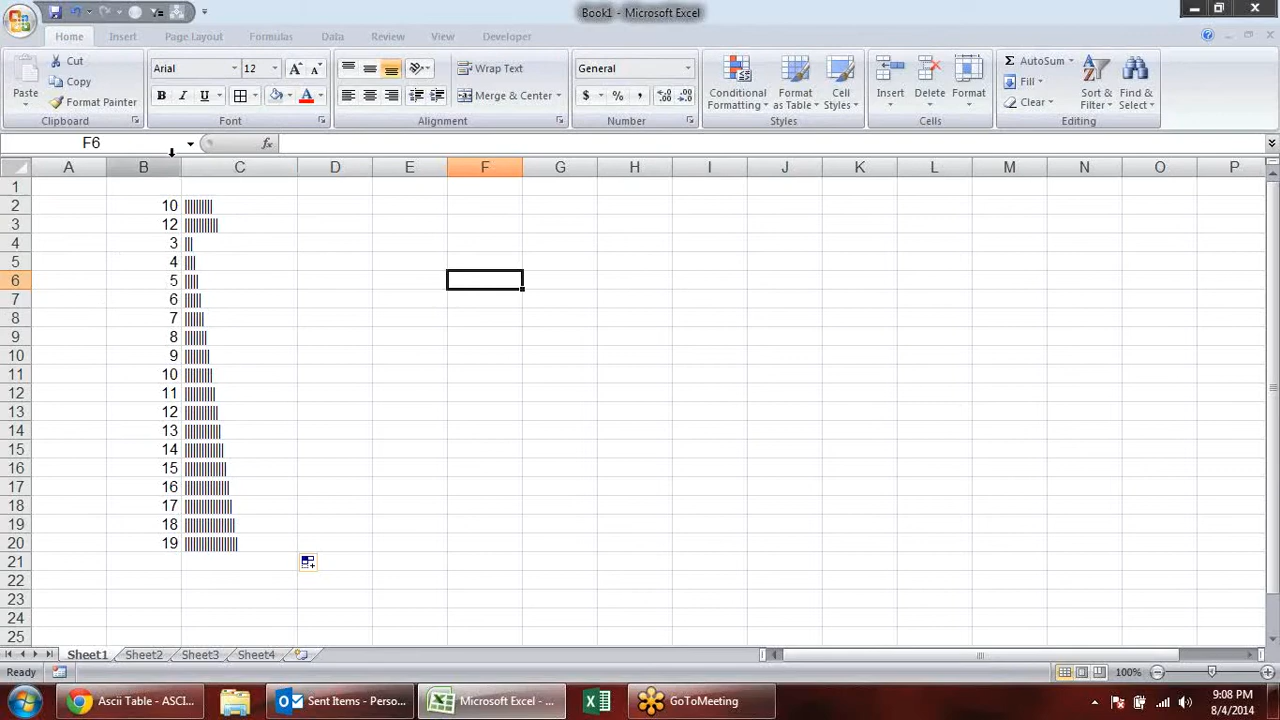 Book1 - Microsoft Excel
Home Insert Page Layout Formulas Data Review View Developer
Paste
Cut
Copy
Format Painter
Clipboard
Arial 12
B I U
Font
Wrap Text
Merge & Center
Alignment
General
$ % ,
Number
Conditional Formatting
Format as Table
Cell Styles
Styles
Insert Delete Format
Cells
Σ AutoSum
Fill
Clear
Sort & Filter
Find & Select
Editing
F6 fx
A B C D E F G H I J K L M N O P
1
2 10 ||||||||||
3 12 ||||||||||||
4 3 |||
5 4 ||||
6 5 |||||
7 6 ||||||
8 7 |||||||
9 8 ||||||||
10 9 |||||||||
11 10 ||||||||||
12 11 |||||||||||
13 12 ||||||||||||
14 13 |||||||||||||
15 14 ||||||||||||||
16 15 |||||||||||||||
17 16 ||||||||||||||||
18 17 |||||||||||||||||
19 18 ||||||||||||||||||
20 19 |||||||||||||||||||
21
22
23
24
25
Sheet1 Sheet2 Sheet3 Sheet4
Ready 100%
Ascii Table - ASCI... Sent Items - Perso... Microsoft Excel - ... GoToMeeting
9:08 PM
8/4/2014